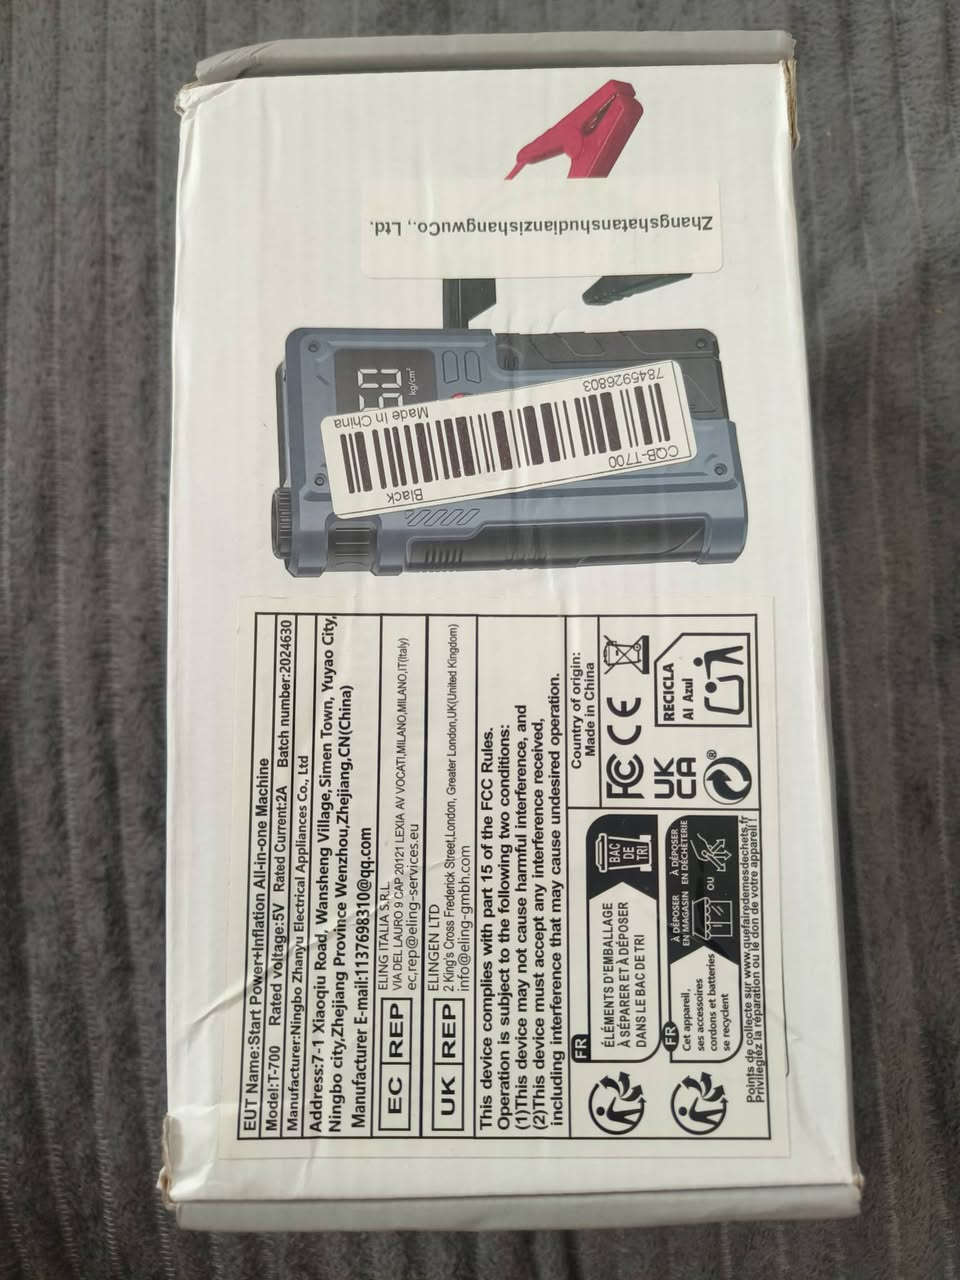 ZhangshatanshudianzishangwuCo., Ltd.
60
kg/cm²
CQB-T700
Black
7845926803
Made In China
EUT Name:Start Power+Inflation All-in-one Machine
Model:T-700 Rated voltage:5V Rated Current:2A Batch number:2024630
Manufacturer:Ningbo Zhanyu Electrical Appliances Co., Ltd
Address:7-1 Xiaoqiu Road, Wansheng Village,Simen Town, Yuyao City,
Ningbo city,Zhejiang Province Wenzhou,Zhejiang,CN(China)
Manufacturer E-mail:1137698310@qq.com
EC REP
ELING ITALIA S.R.L.
VIA DEL LAURO 9 CAP 20121 LEXIA AV VOCATI,MILANO,MILANO,IT(Italy)
ec,rep@eling-services.eu
UK REP
ELINGEN LTD
2 King's Cross Frederick Street,London, Greater London,UK(United Kingdom)
info@eling-gmbh.com
This device complies with part 15 of the FCC Rules.
Operation is subject to the following two conditions:
(1)This device may not cause harmful interference, and
(2)This device must accept any interference received,
including interference that may cause undesired operation.
FR
ÉLÉMENTS D'EMBALLAGE
À SÉPARER ET À DÉPOSER
DANS LE BAC DE TRI
BAC
DE
TRI
FR
Cet appareil,
ses accessoires
cordons et batteries
se recyclent
À DÉPOSER
EN MAGASIN
OU
À DÉPOSER
EN DÉCHÈTERIE
Points de collecte sur www.quefairedemesdechets.fr
Privilégiez la réparation ou le don de votre appareil !
Country of origin:
Made in China
FC CE
UK
CA
®
RECICLA
Al Azul